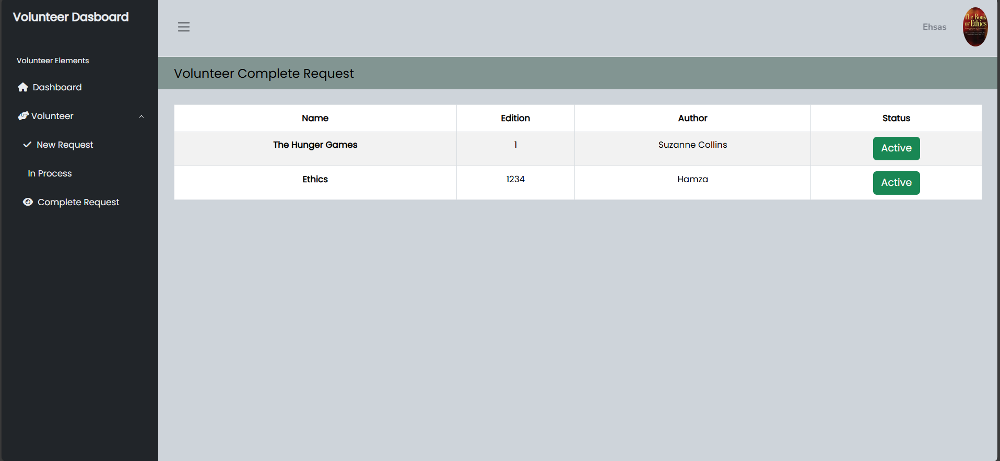 Volunteer Dasboard
Volunteer Elements
Dashboard
Volunteer
New Request
In Process
Complete Request
Ehsas
The Book
OF Ethics
Volunteer Complete Request
Name Edition Author Status
The Hunger Games 1 Suzanne Collins Active
Ethics 1234 Hamza Active